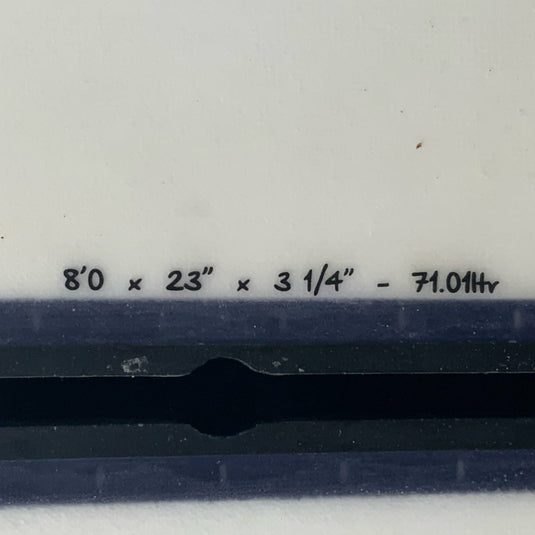 8'0 x 23" x 3 1/4" - 71.01ltr